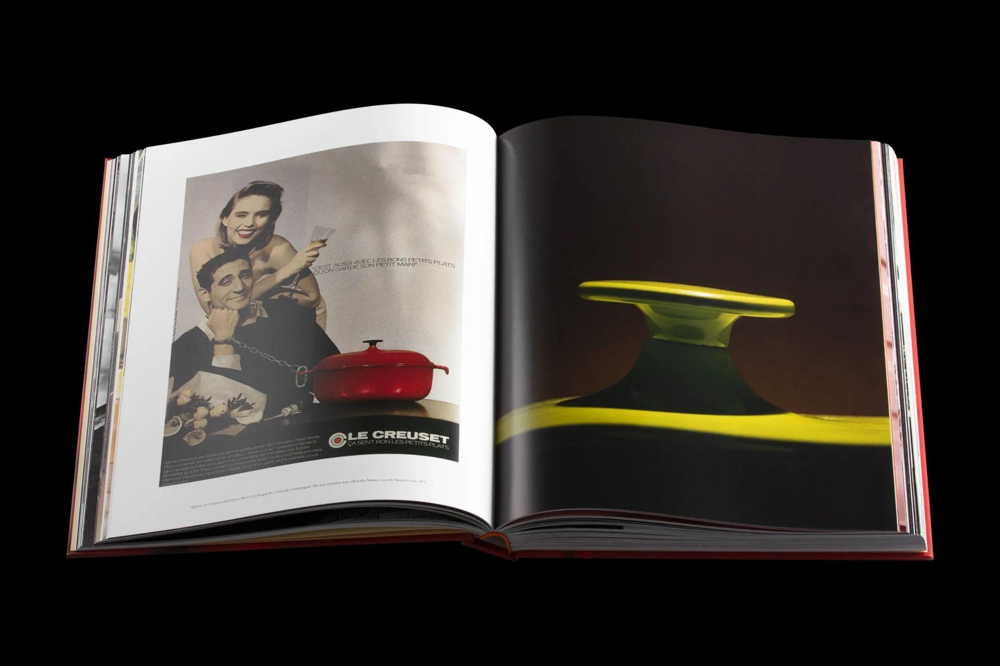 "C'EST AUSSI AVEC LES BONS PETITS PLATS
QU'ON GARDE SON PETIT MARI"
LE CREUSET
ÇA SENT BON LES PETITS PLATS
Vivre d'amour et de bons petits plats, avec Le Creuset, c'est facile.
Pour cuisiner simplement, un peu - beaucoup - passionnément,
Le Creuset a créé une gamme complète de modèles en fonte
émaillée aux formes contemporaines et aux couleurs chaleureuses.
L'amour vaut bien qu'on en fasse plus d'un plat, alors laissez-vous
ensorceler.
Opposite: Le Creuset asked Enzo Mari to redesign the Casserole Champagne. His new creation was called the Mama. Cocotte Mama Ovale, 1972.